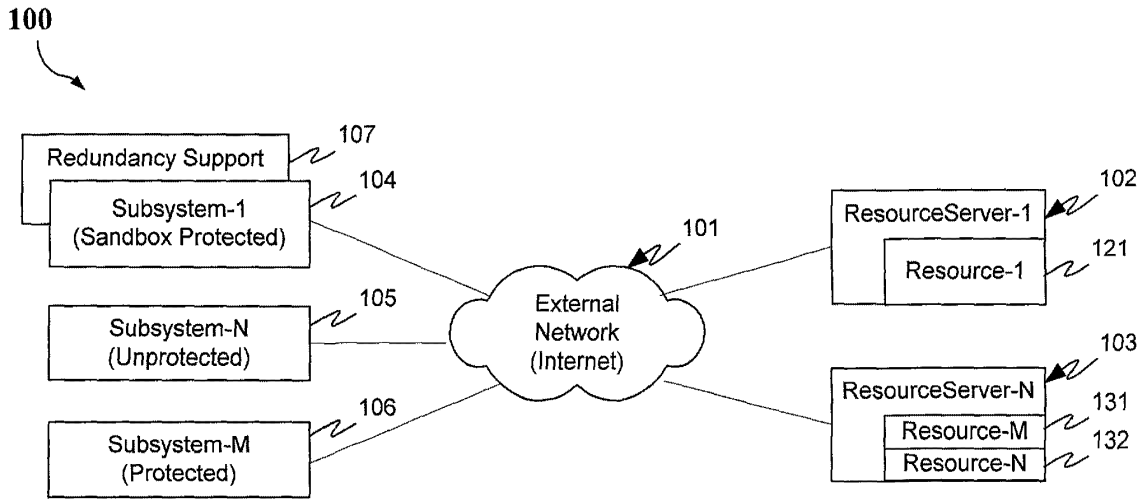 100
107
Redundancy Support
104
Subsystem-1
(Sandbox Protected)
105
Subsystem-N
(Unprotected)
106
Subsystem-M
(Protected)
101
External
Network
(Internet)
102
ResourceServer-1
121
Resource-1
103
ResourceServer-N
131
Resource-M
132
Resource-N